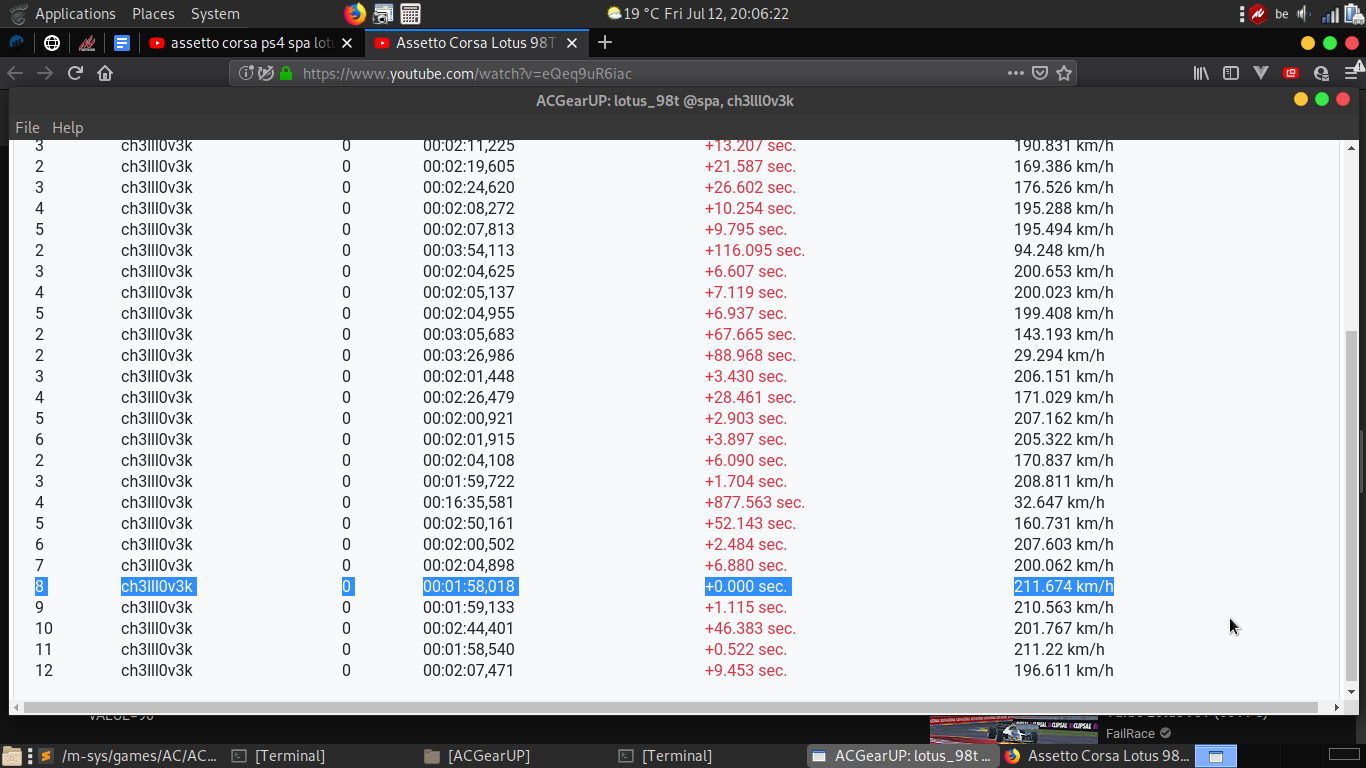 Applications Places System 19 °C Fri Jul 12, 20:06:22 be
assetto corsa ps4 spa lot Assetto Corsa Lotus 98T
https://www.youtube.com/watch?v=eQeq9uR6iac
ACGearUP: lotus_98t @spa, ch3lll0v3k
File Help
3 ch3lll0v3k 0 00:02:11,225 +13.207 sec. 190.831 km/h
2 ch3lll0v3k 0 00:02:19,605 +21.587 sec. 169.386 km/h
3 ch3lll0v3k 0 00:02:24,620 +26.602 sec. 176.526 km/h
4 ch3lll0v3k 0 00:02:08,272 +10.254 sec. 195.288 km/h
5 ch3lll0v3k 0 00:02:07,813 +9.795 sec. 195.494 km/h
2 ch3lll0v3k 0 00:03:54,113 +116.095 sec. 94.248 km/h
3 ch3lll0v3k 0 00:02:04,625 +6.607 sec. 200.653 km/h
4 ch3lll0v3k 0 00:02:05,137 +7.119 sec. 200.023 km/h
5 ch3lll0v3k 0 00:02:04,955 +6.937 sec. 199.408 km/h
2 ch3lll0v3k 0 00:03:05,683 +67.665 sec. 143.193 km/h
2 ch3lll0v3k 0 00:03:26,986 +88.968 sec. 29.294 km/h
3 ch3lll0v3k 0 00:02:01,448 +3.430 sec. 206.151 km/h
4 ch3lll0v3k 0 00:02:26,479 +28.461 sec. 171.029 km/h
5 ch3lll0v3k 0 00:02:00,921 +2.903 sec. 207.162 km/h
6 ch3lll0v3k 0 00:02:01,915 +3.897 sec. 205.322 km/h
2 ch3lll0v3k 0 00:02:04,108 +6.090 sec. 170.837 km/h
3 ch3lll0v3k 0 00:01:59,722 +1.704 sec. 208.811 km/h
4 ch3lll0v3k 0 00:16:35,581 +877.563 sec. 32.647 km/h
5 ch3lll0v3k 0 00:02:50,161 +52.143 sec. 160.731 km/h
6 ch3lll0v3k 0 00:02:00,502 +2.484 sec. 207.603 km/h
7 ch3lll0v3k 0 00:02:04,898 +6.880 sec. 200.062 km/h
8 ch3lll0v3k 0 00:01:58,018 +0.000 sec. 211.674 km/h
9 ch3lll0v3k 0 00:01:59,133 +1.115 sec. 210.563 km/h
10 ch3lll0v3k 0 00:02:44,401 +46.383 sec. 201.767 km/h
11 ch3lll0v3k 0 00:01:58,540 +0.522 sec. 211.22 km/h
12 ch3lll0v3k 0 00:02:07,471 +9.453 sec. 196.611 km/h
FailRace
/m-sys/games/AC/AC... [Terminal] [ACGearUP] [Terminal] ACGearUP: lotus_98t ... Assetto Corsa Lotus 98...